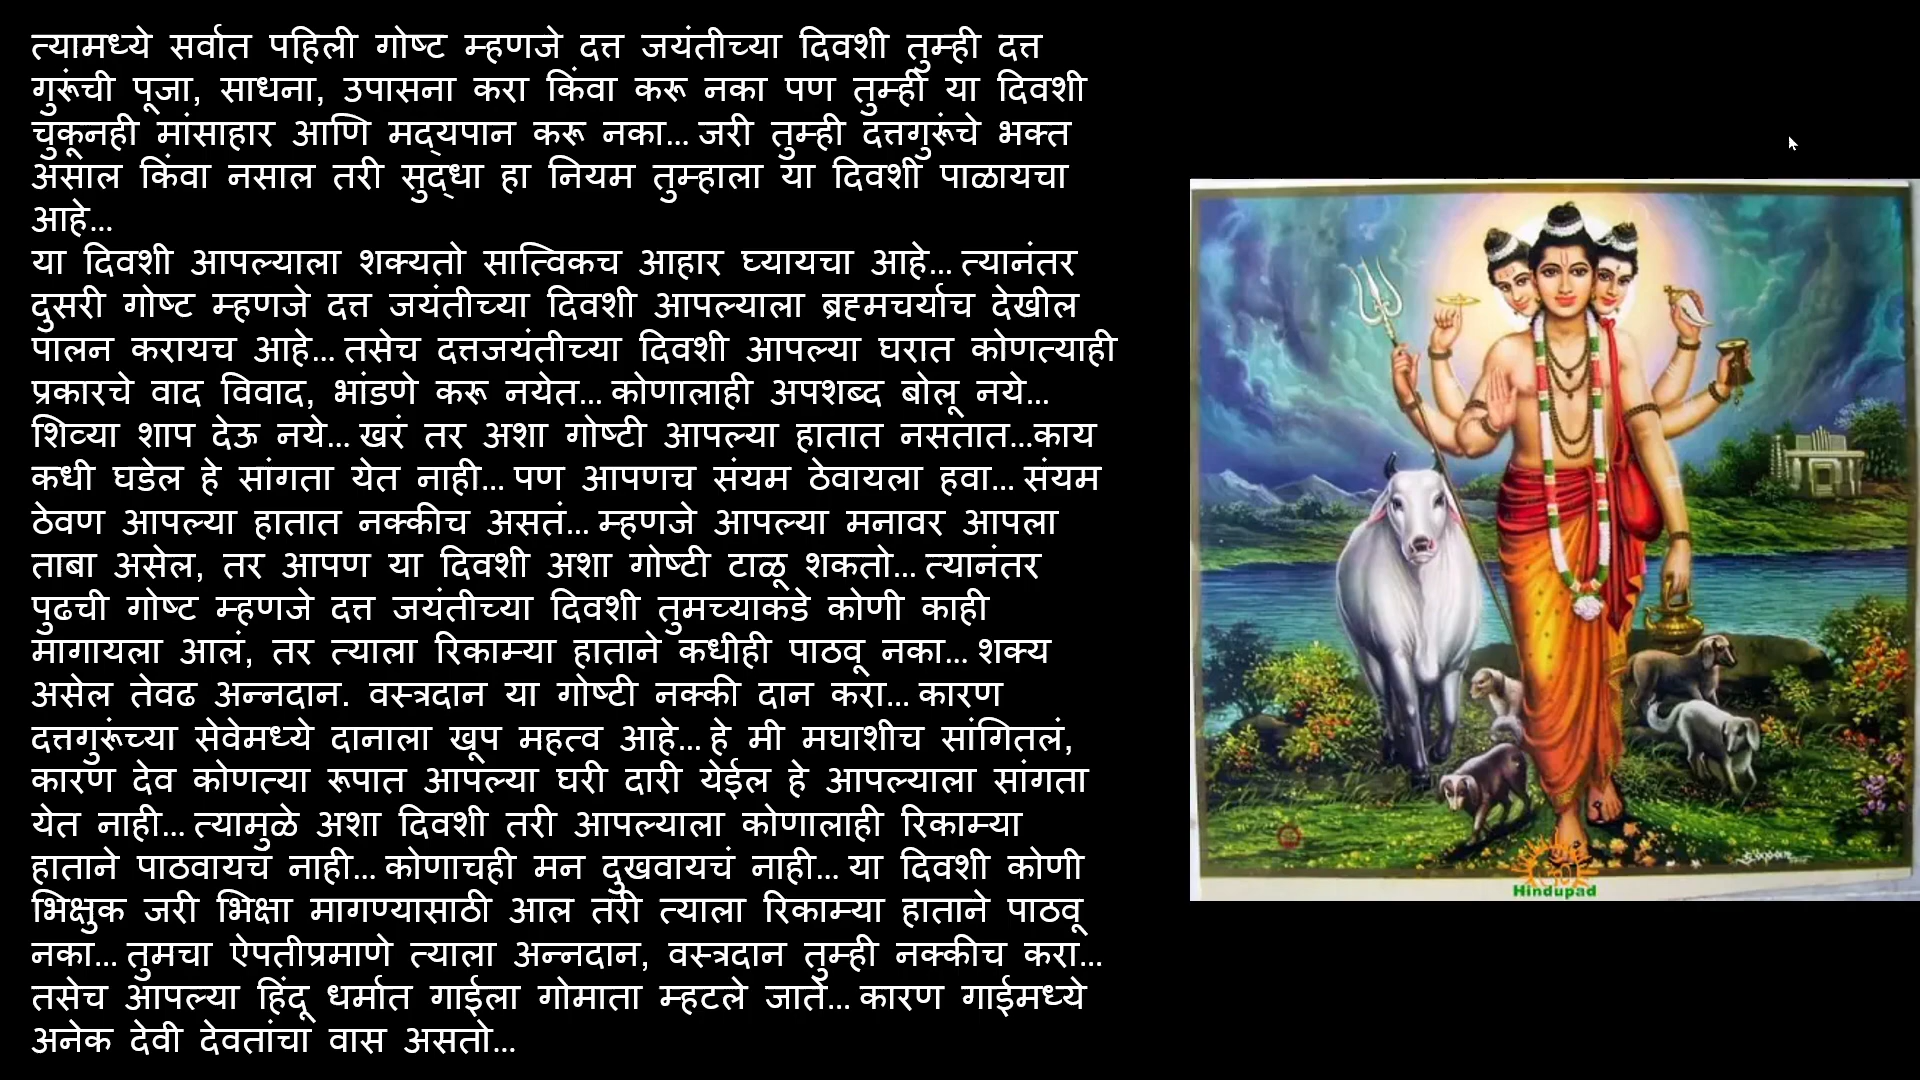 त्यामध्ये सर्वात पहिली गोष्ट म्हणजे दत्त जयंतीच्या दिवशी तुम्ही दत्त
गुरूंची पूजा, साधना, उपासना करा किंवा करू नका पण तुम्ही या दिवशी
चुकूनही मांसाहार आणि मद्यपान करू नका... जरी तुम्ही दत्तगुरूंचे भक्त
असाल किंवा नसाल तरी सुद्धा हा नियम तुम्हाला या दिवशी पाळायचा
आहे...
या दिवशी आपल्याला शक्यतो सात्विकच आहार घ्यायचा आहे... त्यानंतर
दुसरी गोष्ट म्हणजे दत्त जयंतीच्या दिवशी आपल्याला ब्रह्मचर्याच देखील
पालन करायच आहे... तसेच दत्तजयंतीच्या दिवशी आपल्या घरात कोणत्याही
प्रकारचे वाद विवाद, भांडणे करू नयेत... कोणालाही अपशब्द बोलू नये...
शिव्या शाप देऊ नये... खरं तर अशा गोष्टी आपल्या हातात नसतात...काय
कधी घडेल हे सांगता येत नाही... पण आपणच संयम ठेवायला हवा... संयम
ठेवण आपल्या हातात नक्कीच असतं... म्हणजे आपल्या मनावर आपला
ताबा असेल, तर आपण या दिवशी अशा गोष्टी टाळू शकतो... त्यानंतर
पुढची गोष्ट म्हणजे दत्त जयंतीच्या दिवशी तुमच्याकडे कोणी काही
मागायला आलं, तर त्याला रिकाम्या हाताने कधीही पाठवू नका... शक्य
असेल तेवढ अन्नदान. वस्त्रदान या गोष्टी नक्की दान करा... कारण
दत्तगुरूंच्या सेवेमध्ये दानाला खूप महत्व आहे... हे मी मघाशीच सांगितलं,
कारण देव कोणत्या रूपात आपल्या घरी दारी येईल हे आपल्याला सांगता
येत नाही... त्यामुळे अशा दिवशी तरी आपल्याला कोणालाही रिकाम्या
हाताने पाठवायचं नाही... कोणाचही मन दुखवायचं नाही... या दिवशी कोणी
भिक्षुक जरी भिक्षा मागण्यासाठी आल तरी त्याला रिकाम्या हाताने पाठवू
नका... तुमचा ऐपतीप्रमाणे त्याला अन्नदान, वस्त्रदान तुम्ही नक्कीच करा...
तसेच आपल्या हिंदू धर्मात गाईला गोमाता म्हटले जाते... कारण गाईमध्ये
अनेक देवी देवतांचा वास असतो...
Hindupad